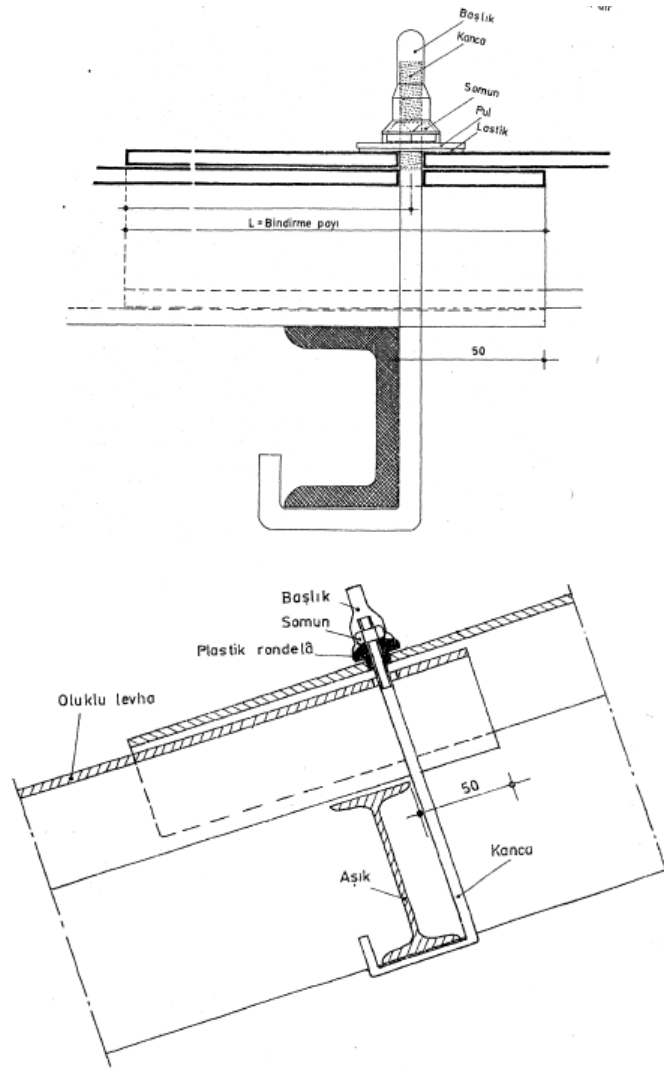 Başlık
Kanca
Somun
Pul
Lastik
L = Bindirme payı
50
Başlık
Somun
Plastik rondelâ
Oluklu levha
50
Kanca
Aşık